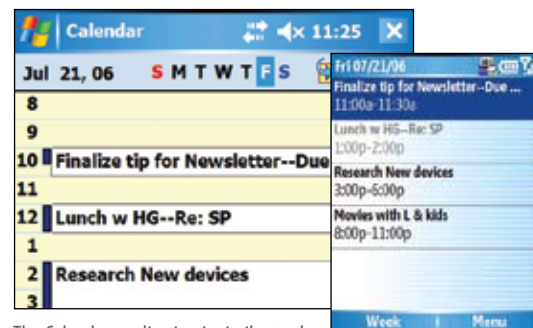 Calendar 11:25
Jul 21, 06 S M T W T F S
8
9
10 Finalize tip for Newsletter--Due
11
12 Lunch w HG--Re: SP
1
2 Research New devices
3
Fri 07/21/06
Finalize tip for Newsletter--Due ...
11:00a-11:30a
Lunch w HG--Re: SP
1:00p-2:00p
Research New devices
3:00p-6:00p
Movies with L & kids
8:00p-11:00p
Week Menu